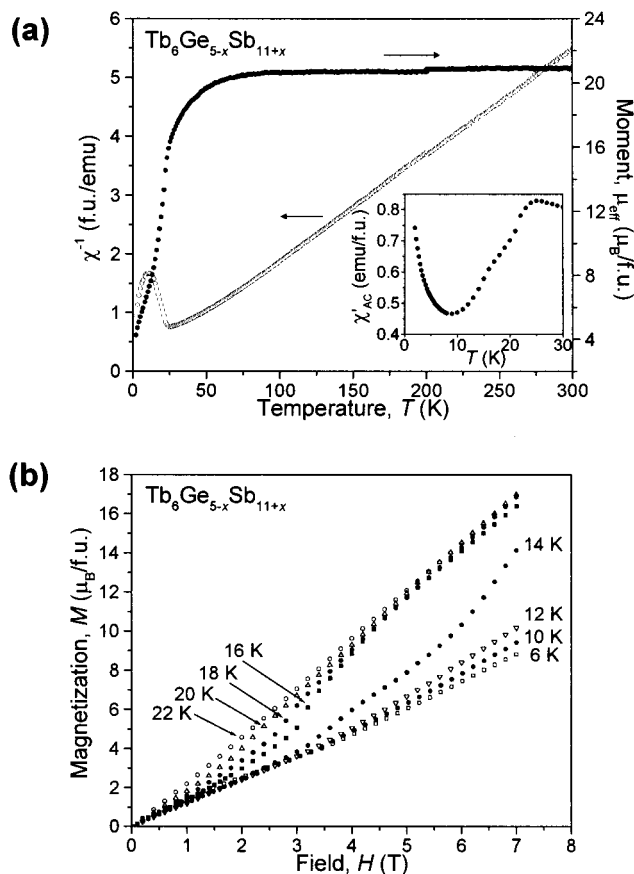 (a)
Tb6Ge5-xSb11+x
χ⁻¹ (f.u./emu)
6
5
4
3
2
1
0
24
20
16
12
8
4
Moment, μeff (μB/f.u.)
0 50 100 150 200 250 300
Temperature, T (K)
χ'AC (emu/f.u.)
0.8
0.7
0.6
0.5
0.4
0 10 20 30
T (K)
(b)
Tb6Ge5-xSb11+x
Magnetization, M (μB/f.u.)
18
16
14
12
10
8
6
4
2
0
14 K
12 K
10 K
6 K
16 K
18 K
20 K
22 K
0 1 2 3 4 5 6 7 8
Field, H (T)